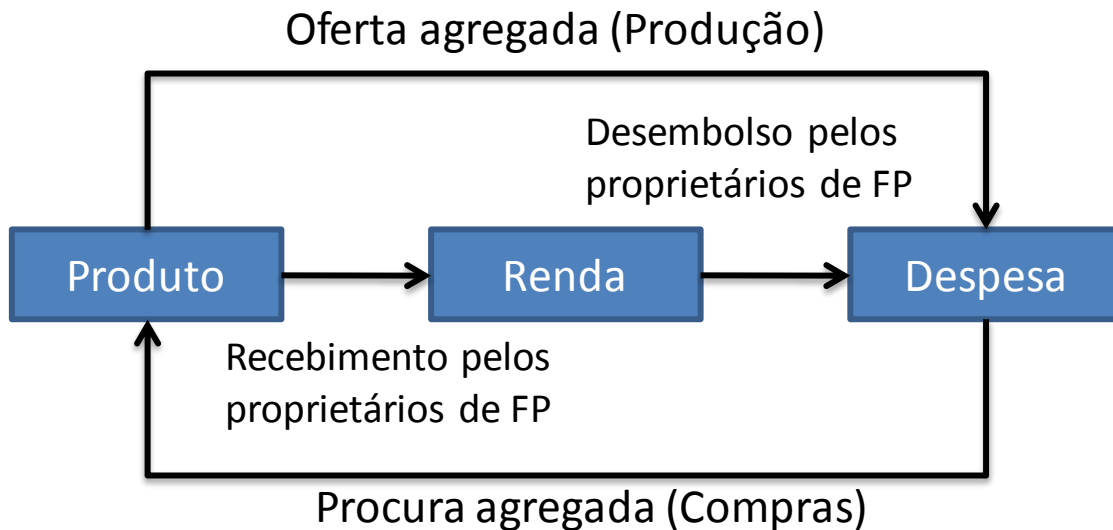 Oferta agregada (Produção)
Desembolso pelos
proprietários de FP
Produto
Renda
Despesa
Recebimento pelos
proprietários de FP
Procura agregada (Compras)